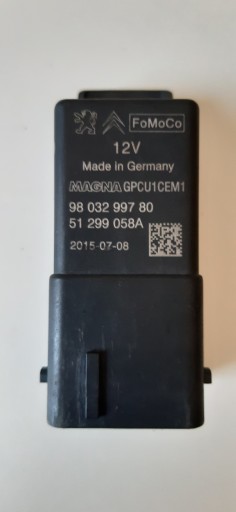 FoMoCo
12V
Made in Germany
MAGNA GPCU1CEM1
98 032 997 80
51 299 058A
2015-07-08